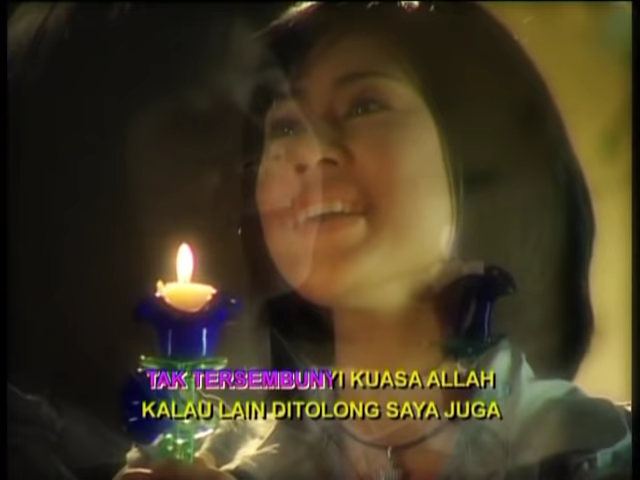 TAK TERSEMBUNYI KUASA ALLAH
KALAU LAIN DITOLONG SAYA JUGA